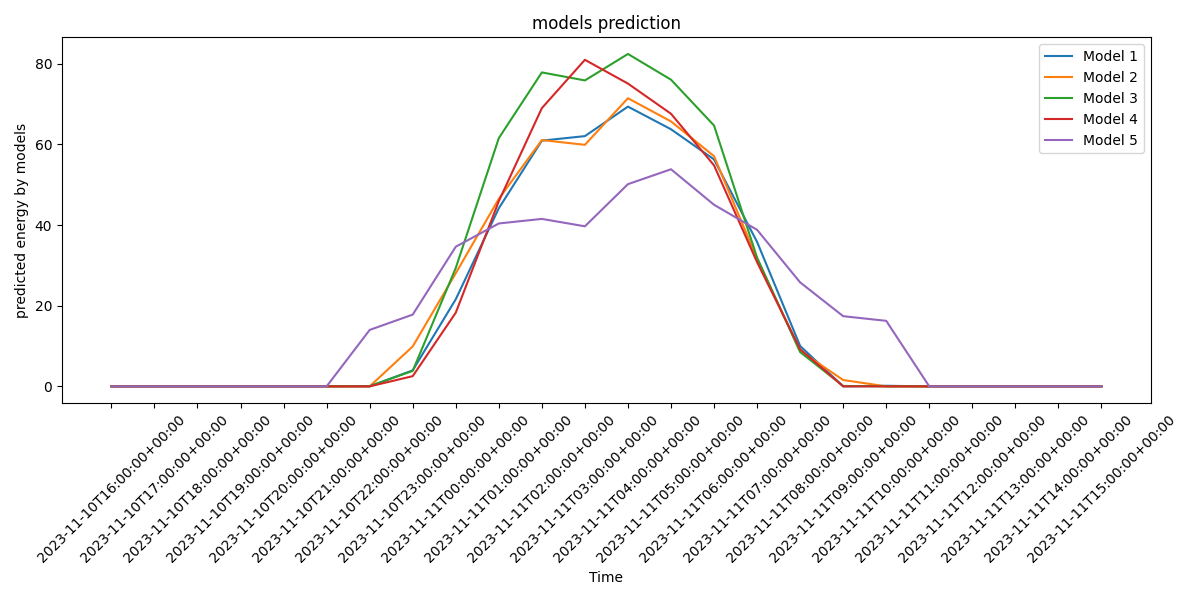 models prediction
predicted energy by models
80
60
40
20
0
Model 1
Model 2
Model 3
Model 4
Model 5
2023-11-10T16:00:00+00:00
2023-11-10T17:00:00+00:00
2023-11-10T18:00:00+00:00
2023-11-10T19:00:00+00:00
2023-11-10T20:00:00+00:00
2023-11-10T21:00:00+00:00
2023-11-10T22:00:00+00:00
2023-11-10T23:00:00+00:00
2023-11-11T00:00:00+00:00
2023-11-11T01:00:00+00:00
2023-11-11T02:00:00+00:00
2023-11-11T03:00:00+00:00
2023-11-11T04:00:00+00:00
2023-11-11T05:00:00+00:00
2023-11-11T06:00:00+00:00
2023-11-11T07:00:00+00:00
2023-11-11T08:00:00+00:00
2023-11-11T09:00:00+00:00
2023-11-11T10:00:00+00:00
2023-11-11T11:00:00+00:00
2023-11-11T12:00:00+00:00
2023-11-11T13:00:00+00:00
2023-11-11T14:00:00+00:00
2023-11-11T15:00:00+00:00
Time